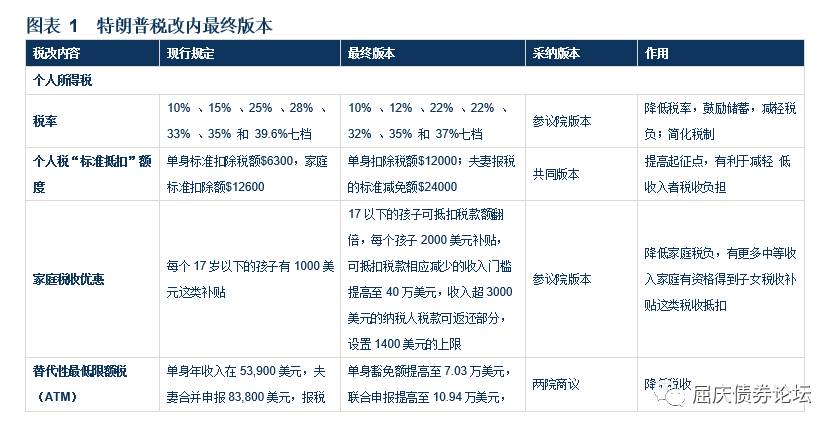 图表 1 特朗普税改内最终版本
税改内容 现行规定 最终版本 采纳版本 作用
个人所得税
税率
10% 、15% 、25% 、28% 、
33% 、35% 和 39.6%七档
10% 、12% 、22% 、22% 、
32% 、35% 和 37%七档
参议院版本
降低税率，鼓励储蓄，减轻税
负；简化税制
个人税“标准抵扣”额
度
单身标准扣除税额$6300，家庭
标准扣除额$12600
单身扣除税额$12000；夫妻报税
的标准减免额$24000
共同版本
提高起征点，有利于减轻 低
收入者税收负担
家庭税收优惠
每个 17 岁以下的孩子有 1000 美
元这类补贴
17 以下的孩子可抵扣税款额翻
倍，每个孩子 2000 美元补贴，
可抵扣税款相应减少的收入门槛
提高至 40 万美元，收入超 3000
美元的纳税人税款可返还部分，
设置 1400 美元的上限
参议院版本
降低家庭税负，有更多中等收
入家庭有资格得到子女税收补
贴这类税收抵扣
替代性最低限额税
（ATM）
单身年收入在 53,900 美元，夫
妻合并申报 83,800 美元，报税
单身豁免额提高至 7.03 万美元，
联合申报提高至 10.94 万美元，
两院商议
降低税收
屈庆债券论坛